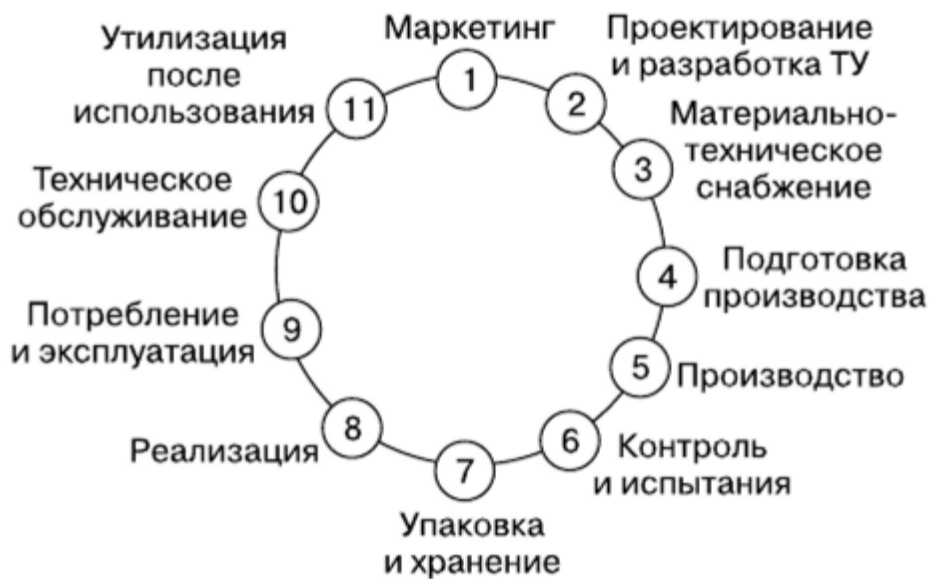 Маркетинг
1
Проектирование
и разработка ТУ
2
Материально-
техническое
снабжение
3
Подготовка
производства
4
Производство
5
Контроль
и испытания
6
Упаковка
и хранение
7
Реализация
8
Потребление
и эксплуатация
9
Техническое
обслуживание
10
Утилизация
после
использования
11